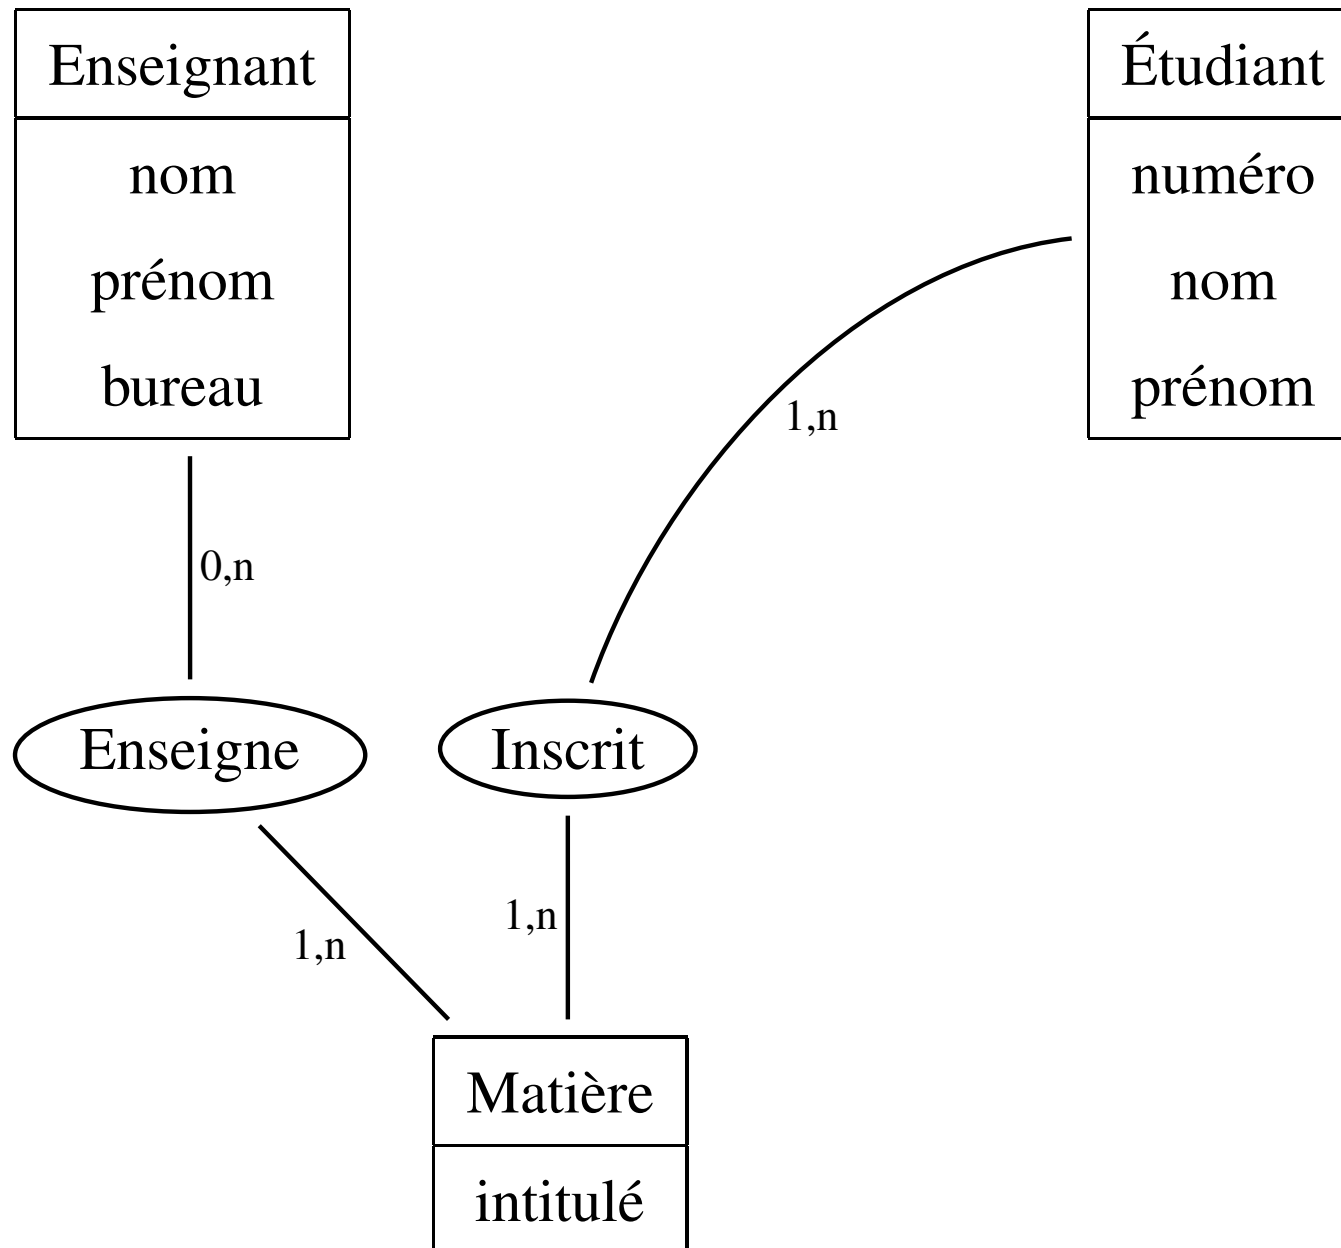 Enseignant
nom
prénom
bureau
Étudiant
numéro
nom
prénom
1,n
0,n
Enseigne
Inscrit
1,n
1,n
Matière
intitulé